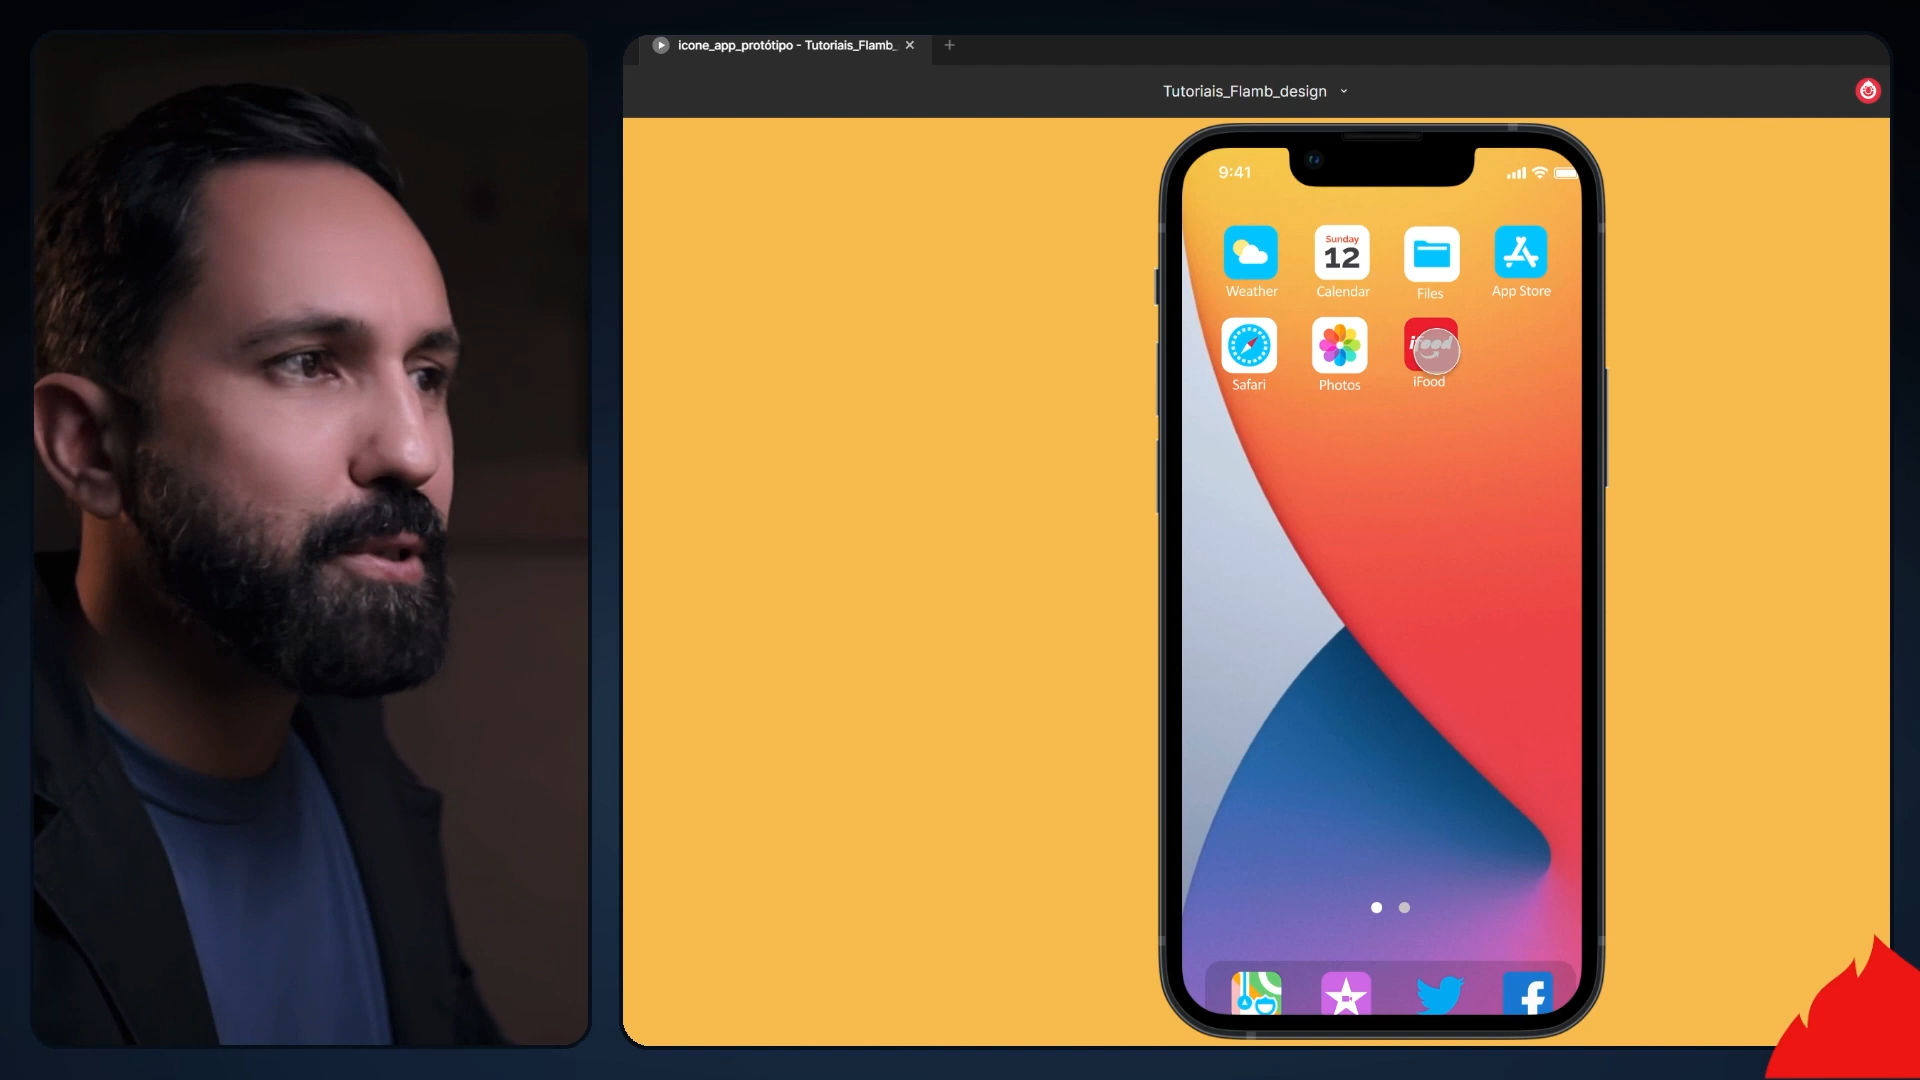 icone_app_protótipo - Tutoriais_Flamb_
Tutoriais_Flamb_design
9:41
Sunday
12
Weather
Calendar
Files
App Store
ifood
Safari
Photos
iFood